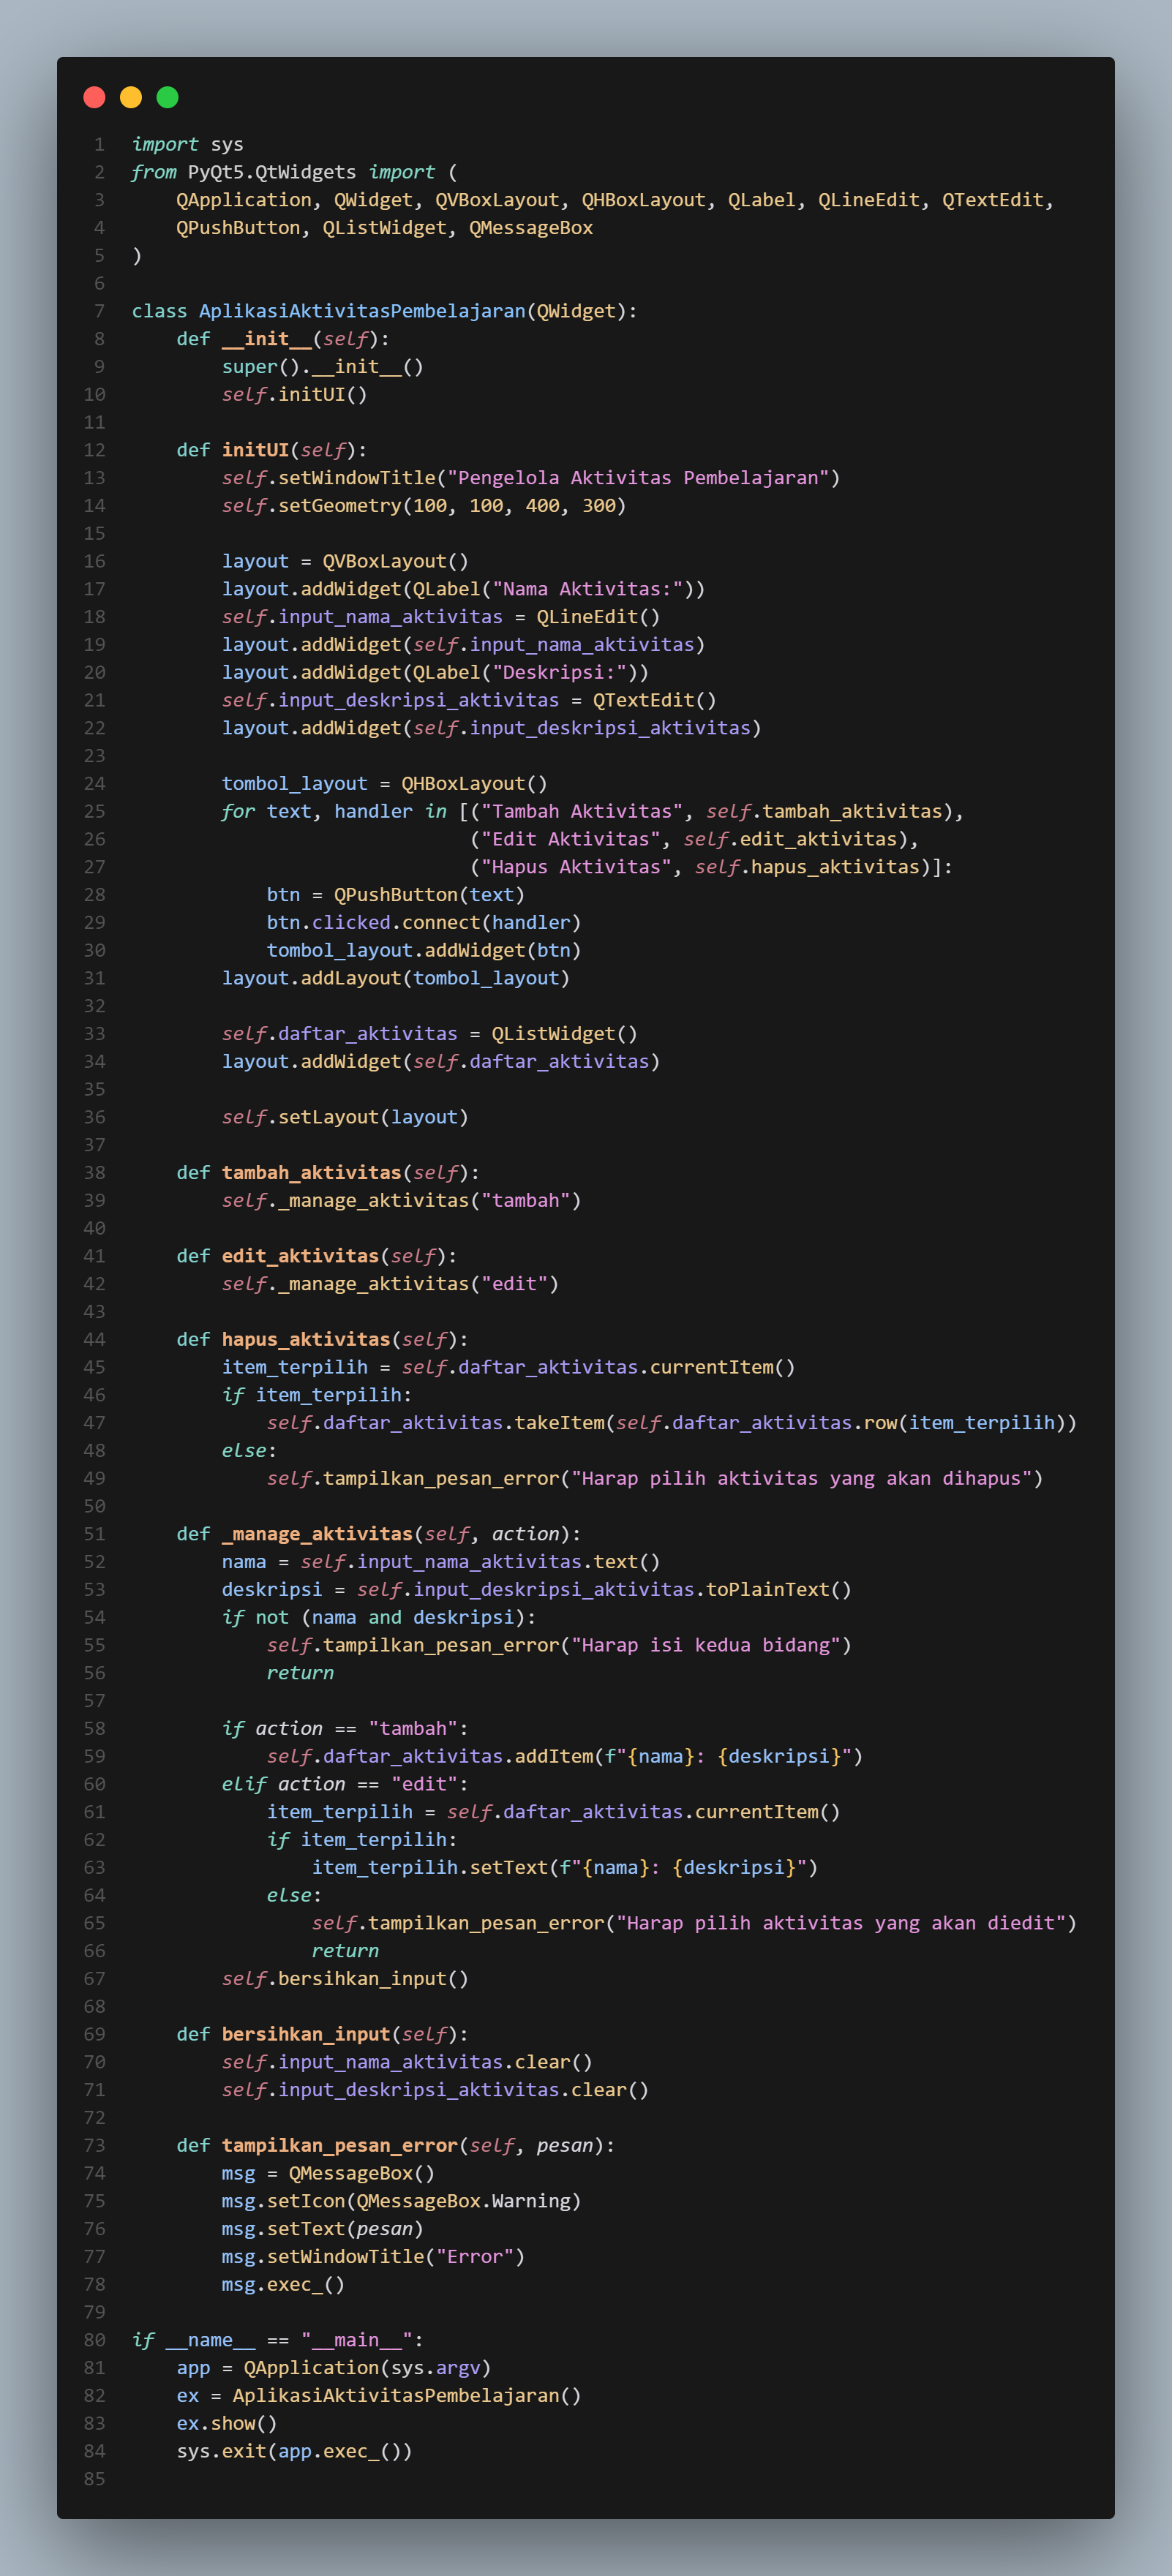 1 import sys
2 from PyQt5.QtWidgets import (
3     QApplication, QWidget, QVBoxLayout, QHBoxLayout, QLabel, QLineEdit, QTextEdit,
4     QPushButton, QListWidget, QMessageBox
5 )
6
7 class AplikasiAktivitasPembelajaran(QWidget):
8     def __init__(self):
9         super().__init__()
10         self.initUI()
11
12     def initUI(self):
13         self.setWindowTitle("Pengelola Aktivitas Pembelajaran")
14         self.setGeometry(100, 100, 400, 300)
15
16         layout = QVBoxLayout()
17         layout.addWidget(QLabel("Nama Aktivitas:"))
18         self.input_nama_aktivitas = QLineEdit()
19         layout.addWidget(self.input_nama_aktivitas)
20         layout.addWidget(QLabel("Deskripsi:"))
21         self.input_deskripsi_aktivitas = QTextEdit()
22         layout.addWidget(self.input_deskripsi_aktivitas)
23
24         tombol_layout = QHBoxLayout()
25         for text, handler in [("Tambah Aktivitas", self.tambah_aktivitas),
26                               ("Edit Aktivitas", self.edit_aktivitas),
27                               ("Hapus Aktivitas", self.hapus_aktivitas)]:
28             btn = QPushButton(text)
29             btn.clicked.connect(handler)
30             tombol_layout.addWidget(btn)
31         layout.addLayout(tombol_layout)
32
33         self.daftar_aktivitas = QListWidget()
34         layout.addWidget(self.daftar_aktivitas)
35
36         self.setLayout(layout)
37
38     def tambah_aktivitas(self):
39         self._manage_aktivitas("tambah")
40
41     def edit_aktivitas(self):
42         self._manage_aktivitas("edit")
43
44     def hapus_aktivitas(self):
45         item_terpilih = self.daftar_aktivitas.currentItem()
46         if item_terpilih:
47             self.daftar_aktivitas.takeItem(self.daftar_aktivitas.row(item_terpilih))
48         else:
49             self.tampilkan_pesan_error("Harap pilih aktivitas yang akan dihapus")
50
51     def _manage_aktivitas(self, action):
52         nama = self.input_nama_aktivitas.text()
53         deskripsi = self.input_deskripsi_aktivitas.toPlainText()
54         if not (nama and deskripsi):
55             self.tampilkan_pesan_error("Harap isi kedua bidang")
56             return
57
58         if action == "tambah":
59             self.daftar_aktivitas.addItem(f"{nama}: {deskripsi}")
60         elif action == "edit":
61             item_terpilih = self.daftar_aktivitas.currentItem()
62             if item_terpilih:
63                 item_terpilih.setText(f"{nama}: {deskripsi}")
64             else:
65                 self.tampilkan_pesan_error("Harap pilih aktivitas yang akan diedit")
66                 return
67         self.bersihkan_input()
68
69     def bersihkan_input(self):
70         self.input_nama_aktivitas.clear()
71         self.input_deskripsi_aktivitas.clear()
72
73     def tampilkan_pesan_error(self, pesan):
74         msg = QMessageBox()
75         msg.setIcon(QMessageBox.Warning)
76         msg.setText(pesan)
77         msg.setWindowTitle("Error")
78         msg.exec_()
79
80 if __name__ == "__main__":
81     app = QApplication(sys.argv)
82     ex = AplikasiAktivitasPembelajaran()
83     ex.show()
84     sys.exit(app.exec_())
85